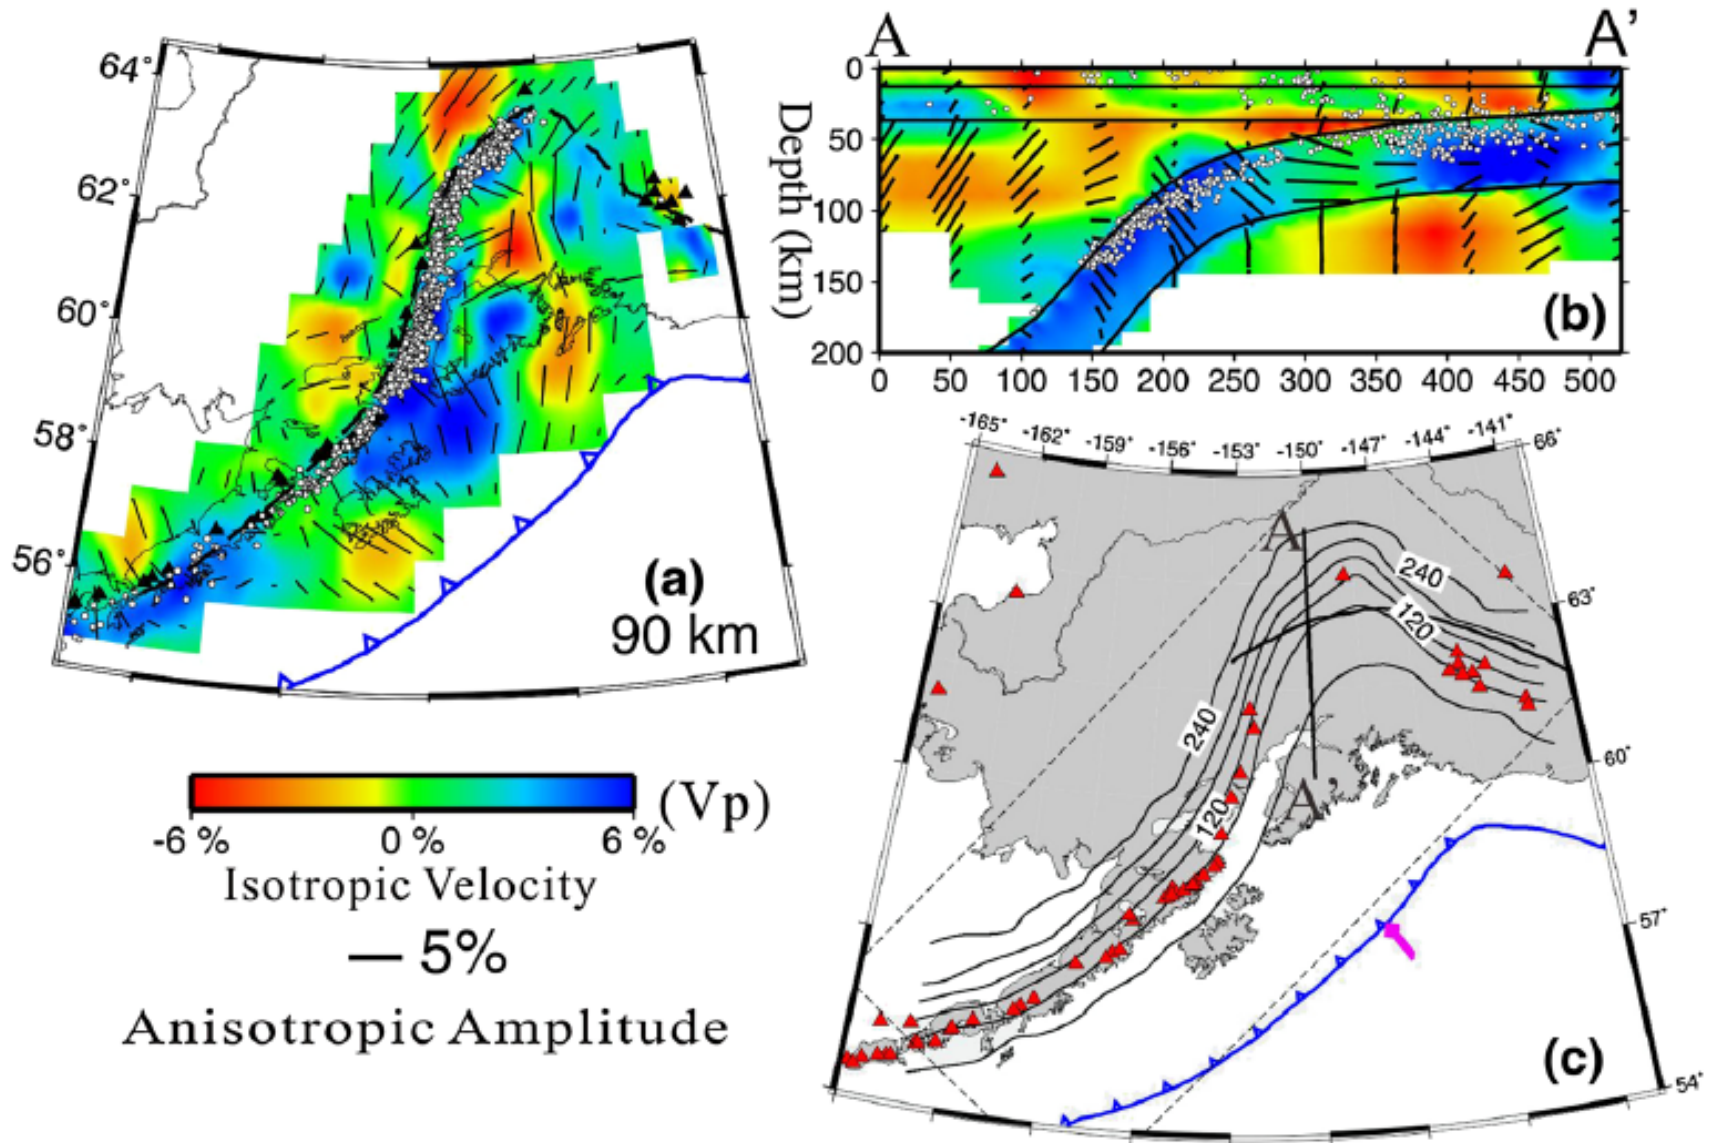 64°
62°
60°
58°
56°
(a)
90 km
A
A’
Depth (km)
0
50
100
150
200
(b)
0 50 100 150 200 250 300 350 400 450 500
-6 % 0 % 6 % (Vp)
Isotropic Velocity
5%
Anisotropic Amplitude
-165° -162° -159° -156° -153° -150° -147° -144° -141°
66°
63°
60°
57°
54°
A
240
120
240
120
A’
(c)